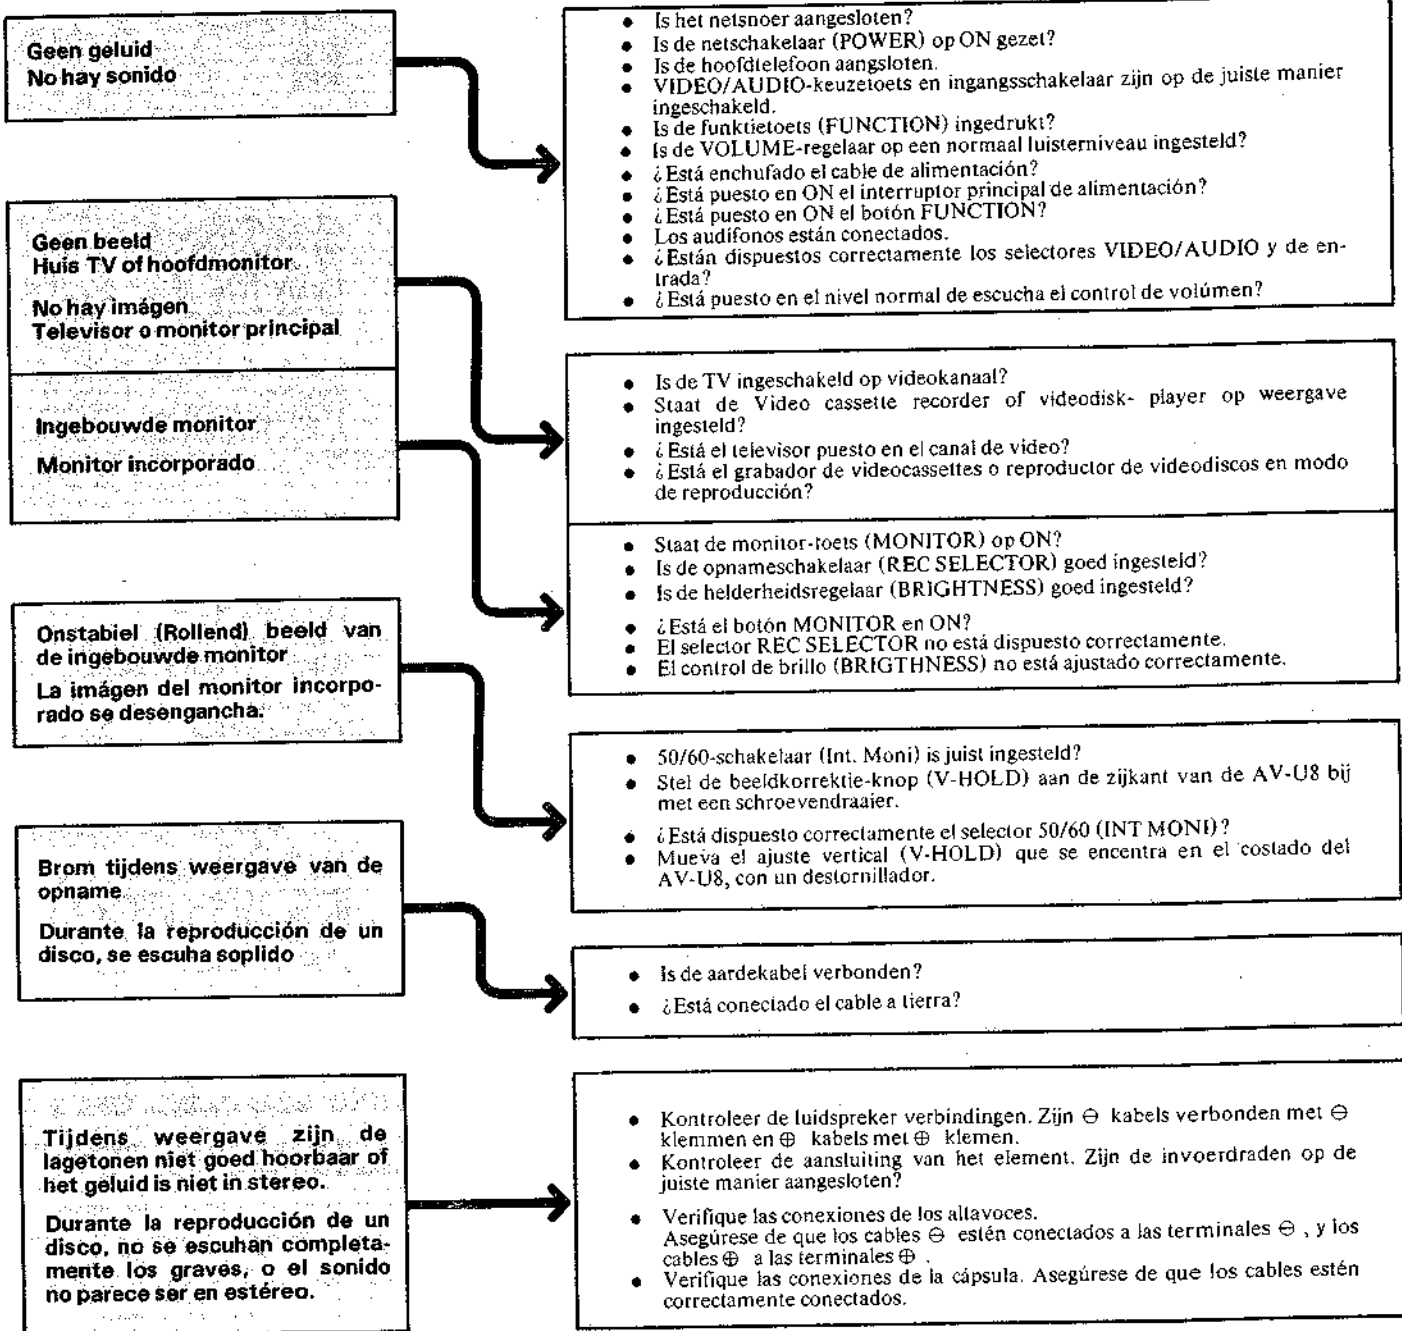 Geen geluid
No hay sonido
• Is het netsnoer aangesloten?
• Is de netschakelaar (POWER) op ON gezet?
• Is de hoofdtelefoon aangsloten.
• VIDEO/AUDIO-keuzetoets en ingangsschakelaar zijn op de juiste manier
ingeschakeld.
• Is de funktietoets (FUNCTION) ingedrukt?
• Is de VOLUME-regelaar op een normaal luisterniveau ingesteld?
• ¿Está enchufado el cable de alimentación?
• ¿Está puesto en ON el interruptor principal de alimentación?
• ¿Está puesto en ON el botón FUNCTION?
• Los audífonos están conectados.
• ¿Están dispuestos correctamente los selectores VIDEO/AUDIO y de en-
trada?
• ¿Está puesto en el nivel normal de escucha el control de volúmen?
Geen beeld
Huis TV of hoofdmonitor
No hay imágen
Televisor o monitor principal
• Is de TV ingeschakeld op videokanaal?
• Staat de Video cassette recorder of videodisk- player op weergave
ingesteld?
• ¿Está el televisor puesto en el canal de video?
• ¿Está el grabador de videocassettes o reproductor de videodiscos en modo
de reproducción?
Ingebouwde monitor
Monitor incorporado
• Staat de monitor-toets (MONITOR) op ON?
• Is de opnameschakelaar (REC SELECTOR) goed ingesteld?
• Is de helderheidsregelaar (BRIGHTNESS) goed ingesteld?
• ¿Está el botón MONITOR en ON?
• El selector REC SELECTOR no está dispuesto correctamente.
• El control de brillo (BRIGTHNESS) no está ajustado correctamente.
Onstabiel (Rollend) beeld van
de ingebouwde monitor
La imágen del monitor incorpo-
rado se desengancha.
• 50/60-schakelaar (Int. Moni) is juist ingesteld?
• Stel de beeldkorrektie-knop (V-HOLD) aan de zijkant van de AV-U8 bij
met een schroevendraaier.
• ¿Está dispuesto correctamente el selector 50/60 (INT MONI)?
• Mueva el ajuste vertical (V-HOLD) que se encentra en el costado del
AV-U8, con un destornillador.
Brom tijdens weergave van de
opname
Durante la reproducción de un
disco, se escuha soplido
• Is de aardekabel verbonden?
• ¿Está conectado el cable a tierra?
Tijdens weergave zijn de
lagetonen niet goed hoorbaar of
het geluid is niet in stereo.
Durante la reproducción de un
disco, no se escuhan completa-
mente los graves, o el sonido
no parece ser en estéreo.
• Kontroleer de luidspreker verbindingen. Zijn ⊖ kabels verbonden met ⊖
klemmen en ⊕ kabels met ⊕ klemen.
• Kontroleer de aansluiting van het element. Zijn de invoerdraden op de
juiste manier aangesloten?
• Verifique las conexiones de los altavoces.
Asegúrese de que los cables ⊖ estén conectados a las terminales ⊖ , y los
cables ⊕ a las terminales ⊕ .
• Verifique las conexiones de la cápsula. Asegúrese de que los cables estén
correctamente conectados.